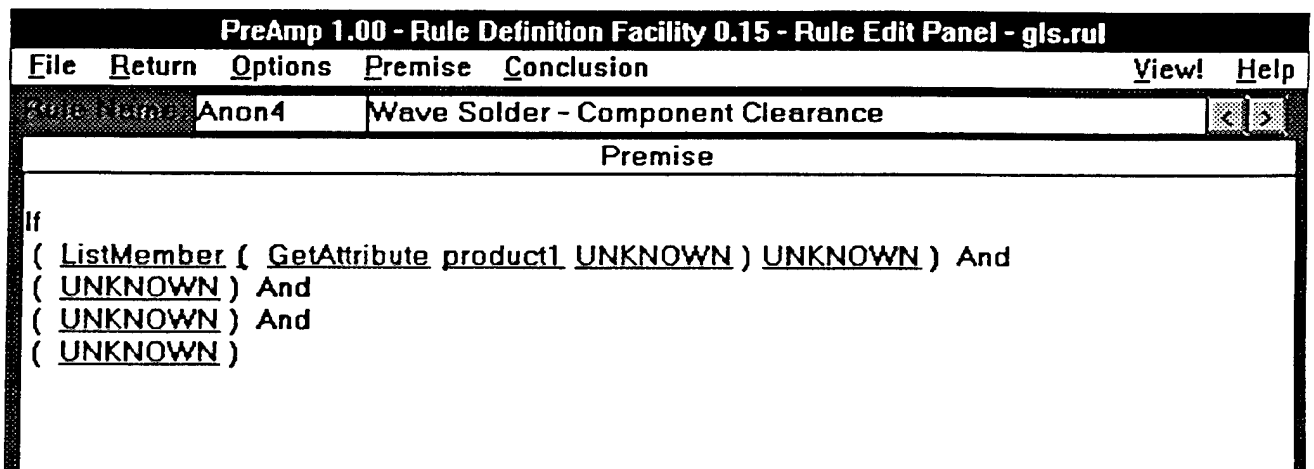 PreAmp 1.00 - Rule Definition Facility 0.15 - Rule Edit Panel - gls.rul
File Return Options Premise Conclusion View! Help
Rule Name Anon4 Wave Solder - Component Clearance < >
Premise
If
( ListMember ( GetAttribute product1 UNKNOWN ) UNKNOWN ) And
( UNKNOWN ) And
( UNKNOWN ) And
( UNKNOWN )